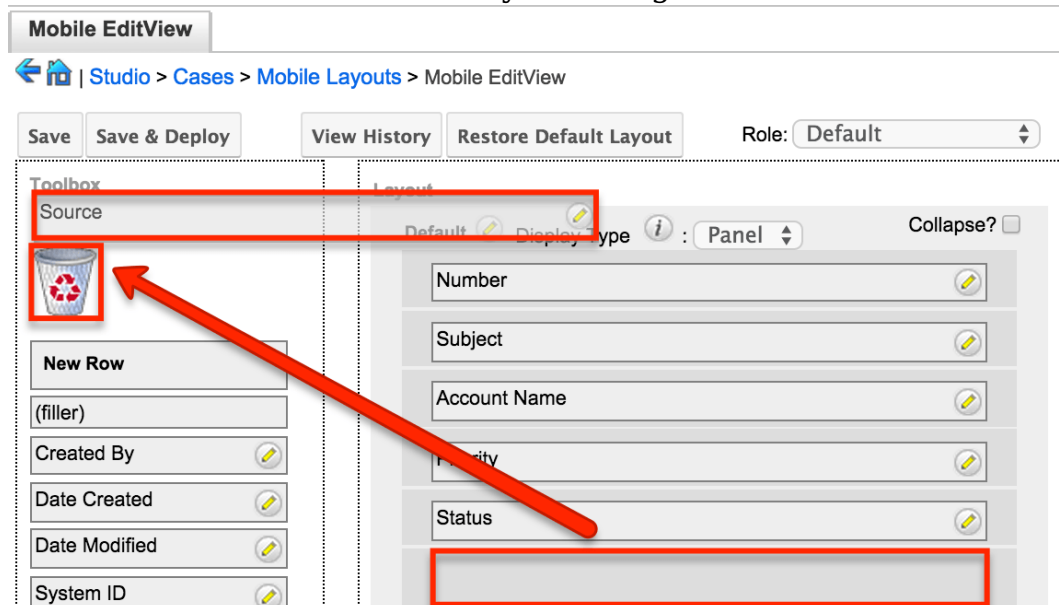 Mobile EditView
| Studio > Cases > Mobile Layouts > Mobile EditView
Save Save & Deploy View History Restore Default Layout Role: Default
Toolbox
Source
New Row
(filler)
Created By
Date Created
Date Modified
System ID
Layout
Default Display Type i : Panel Collapse?
Number
Subject
Account Name
Priority
Status